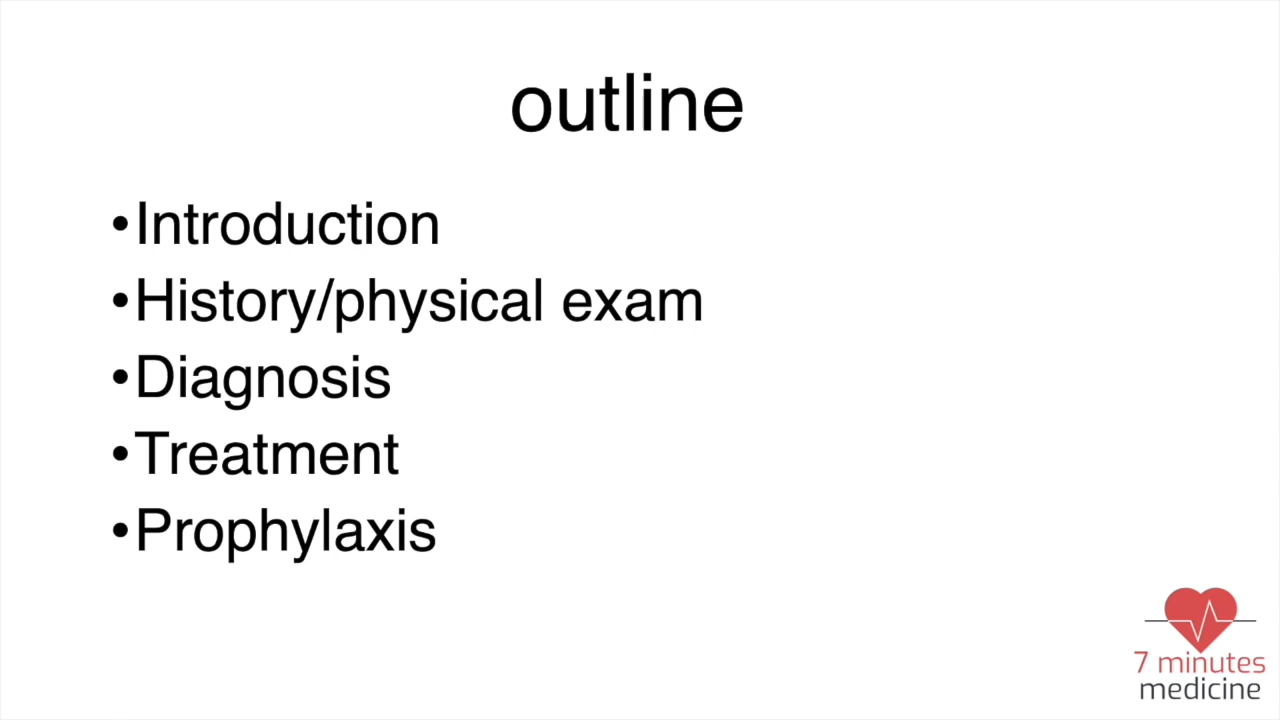 outline
•Introduction
•History/physical exam
•Diagnosis
•Treatment
•Prophylaxis
7 minutes
medicine